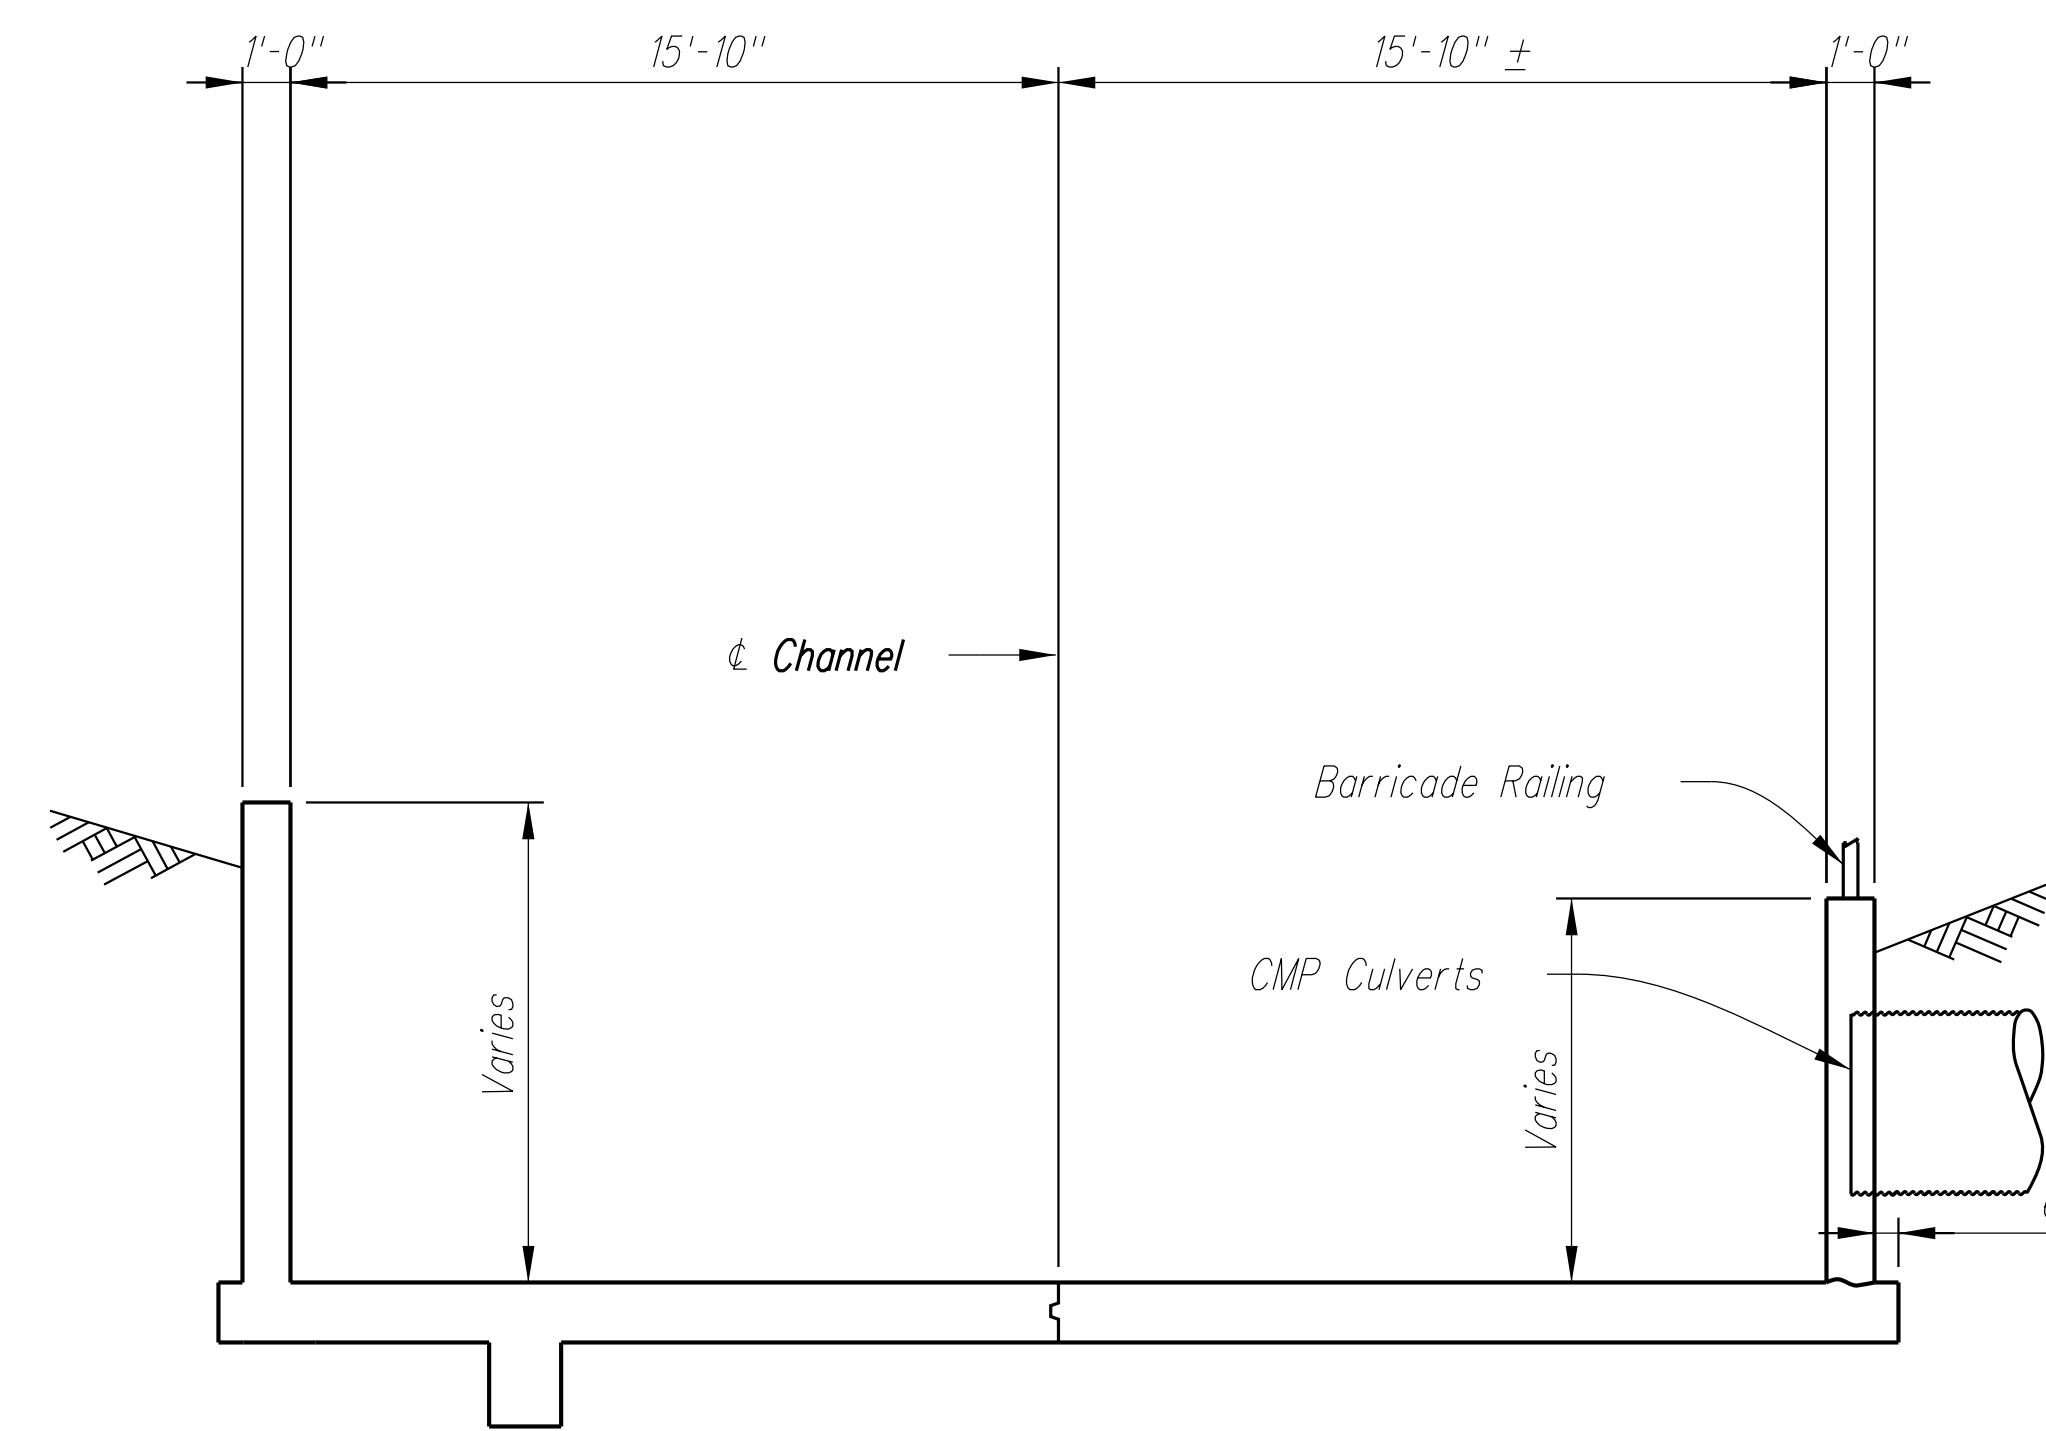 1'-0" 15'-10" 15'-10" ± 1'-0"
℄ Channel
Barricade Railing
CMP Culverts
Varies
Varies